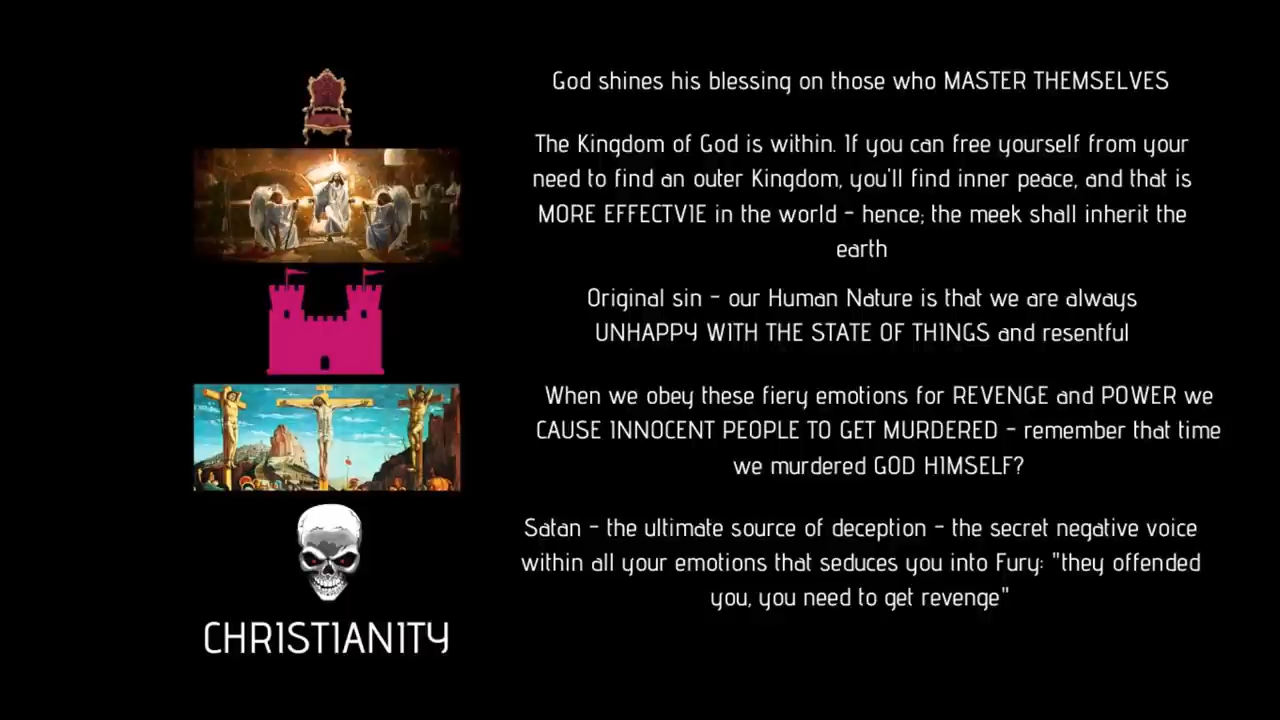 God shines his blessing on those who MASTER THEMSELVES
The Kingdom of God is within. If you can free yourself from your
need to find an outer Kingdom, you'll find inner peace, and that is
MORE EFFECTVIE in the world - hence; the meek shall inherit the
earth
Original sin - our Human Nature is that we are always
UNHAPPY WITH THE STATE OF THINGS and resentful
When we obey these fiery emotions for REVENGE and POWER we
CAUSE INNOCENT PEOPLE TO GET MURDERED - remember that time
we murdered GOD HIMSELF?
Satan - the ultimate source of deception - the secret negative voice
within all your emotions that seduces you into Fury: "they offended
you, you need to get revenge"
CHRISTIANITY